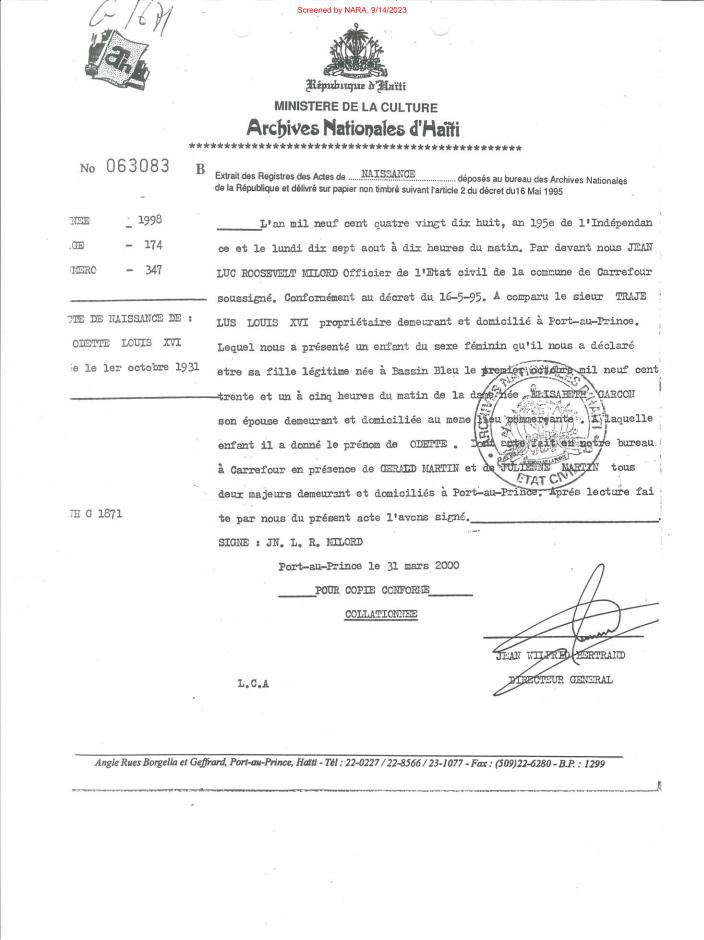 Screened by NARA, 9/14/2023
République d'Haïti
MINISTERE DE LA CULTURE
Archives Nationales d'Haïti
************************************************
No 063083 B
Extrait des Registres des Actes de NAISSANCE déposés au bureau des Archives Nationales
de la République et délivré sur papier non timbré suivant l'article 2 du décret du16 Mai 1995
NEE - 1998
GE - 174
MERO - 347
TE DE NAISSANCE DE :
ODETTE LOUIS XVI
e le 1er octobre 1931
TH C 1871
L'an mil neuf cent quatre vingt dix huit, an 195e de l'Indépendan
ce et le lundi dix sept aout à dix heures du matin. Par devant nous JEAN
LUC ROOSEVELT MILORD Officier de l'Etat civil de la commune de Carrefour
soussigné. Confornément au décret du 16-5-95. A comparu le sieur TRAJE
LUS LOUIS XVI propriétaire demeurant et domicilié à Port-au-Prince.
Lequel nous a présenté un enfant du sexe féminin qu'il nous a déclaré
etre sa fille légitime née à Bassin Bleu le premier octobre mil neuf cent
trente et un à cinq heures du matin de la dame née ELISABETH GARCON
son épouse demeurant et domiciliée au meme lieu commerçante . A laquelle
enfant il a donné le prénom de ODETTE . Dont acte fait en notre bureau
à Carrefour en présence de GERALD MARTIN et de JULIENNE MARTIN tous
deux majeurs demeurant et domiciliés à Port-au-Prince. Aprés lecture fai
te par nous du présent acte l'avons signé.
ARCHIVES NATIONALES D'HAITI
ETAT CIVIL
SIGNE : JN. L. R. MILORD
Port-au-Prince le 31 mars 2000
POUR COPIE CONFORME
COLLATIONNEE
JEAN WILFRED BERTRAND
DIRECTEUR GENERAL
L.C.A
Angle Rues Borgella et Geffrard, Port-au-Prince, Haïti - Tél : 22-0227 / 22-8566 / 23-1077 - Fax : (509)22-6280 - B.P. : 1299